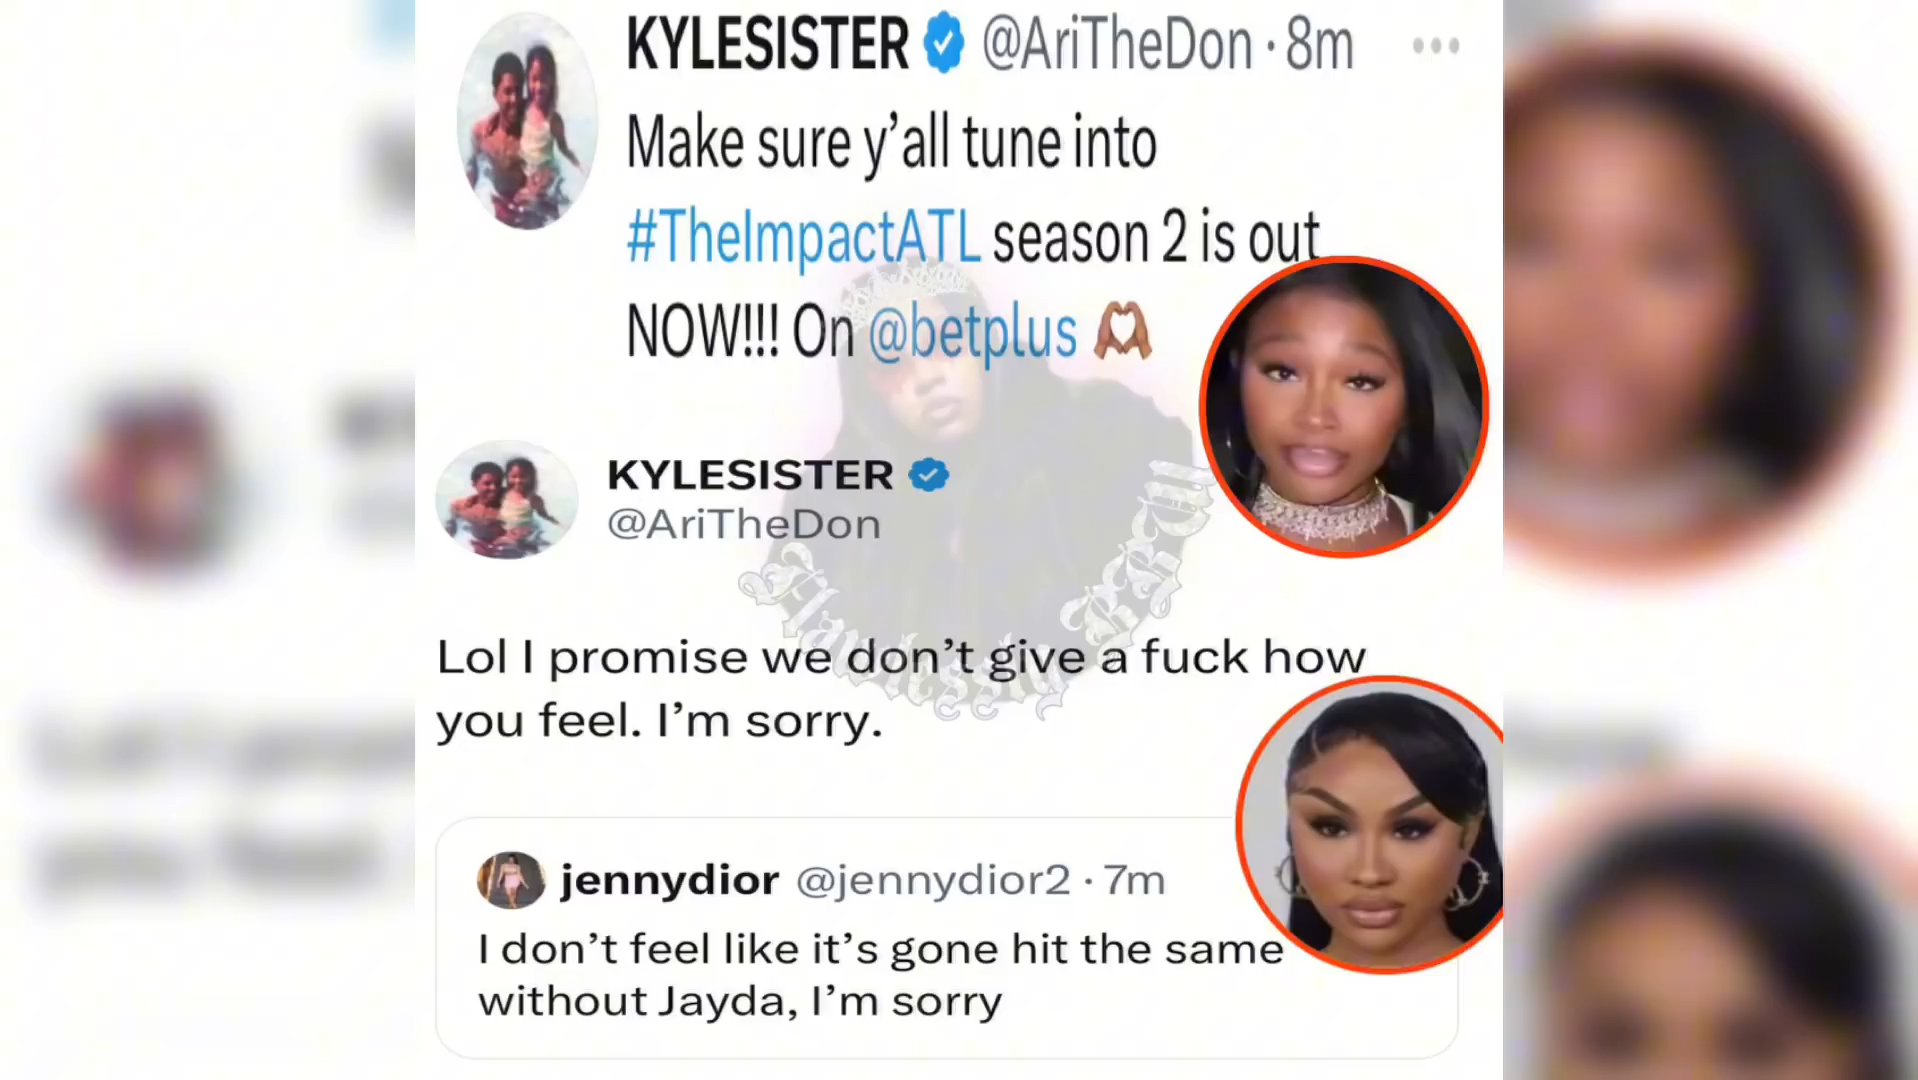 KYLESISTER @AriTheDon · 8m
Make sure y’all tune into
#TheImpactATL season 2 is out
NOW!!! On @betplus 🫶🏽
KYLESISTER
@AriTheDon
Lol I promise we don’t give a fuck how
you feel. I’m sorry.
jennydior @jennydior2 · 7m
I don’t feel like it’s gone hit the same
without Jayda, I’m sorry